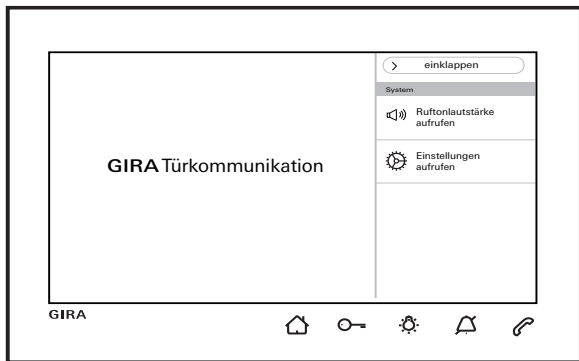 einklappen
System
Ruftonlautstärke
aufrufen
GIRA Türkommunikation
Einstellungen
aufrufen
GIRA